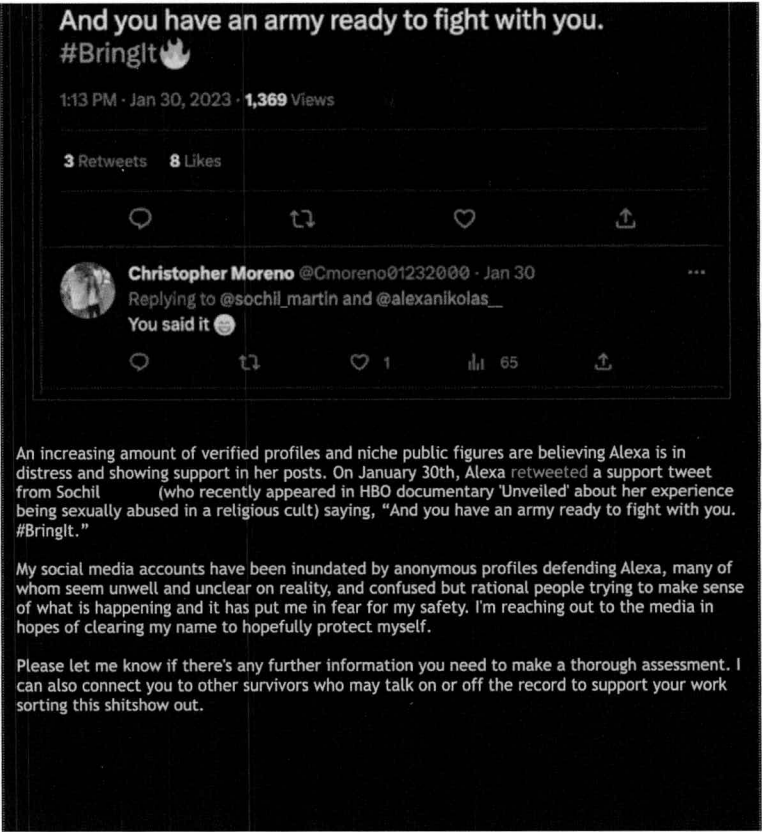 And you have an army ready to fight with you.
#BringIt🔥
1:13 PM · Jan 30, 2023 · 1,369 Views
3 Retweets 8 Likes
Christopher Moreno @Cmoreno01232000 · Jan 30
Replying to @sochil_martin and @alexanikolas__
You said it 😁
1 65
An increasing amount of verified profiles and niche public figures are believing Alexa is in
distress and showing support in her posts. On January 30th, Alexa retweeted a support tweet
from Sochil (who recently appeared in HBO documentary 'Unveiled' about her experience
being sexually abused in a religious cult) saying, “And you have an army ready to fight with you.
#BringIt.”
My social media accounts have been inundated by anonymous profiles defending Alexa, many of
whom seem unwell and unclear on reality, and confused but rational people trying to make sense
of what is happening and it has put me in fear for my safety. I'm reaching out to the media in
hopes of clearing my name to hopefully protect myself.
Please let me know if there's any further information you need to make a thorough assessment. I
can also connect you to other survivors who may talk on or off the record to support your work
sorting this shitshow out.